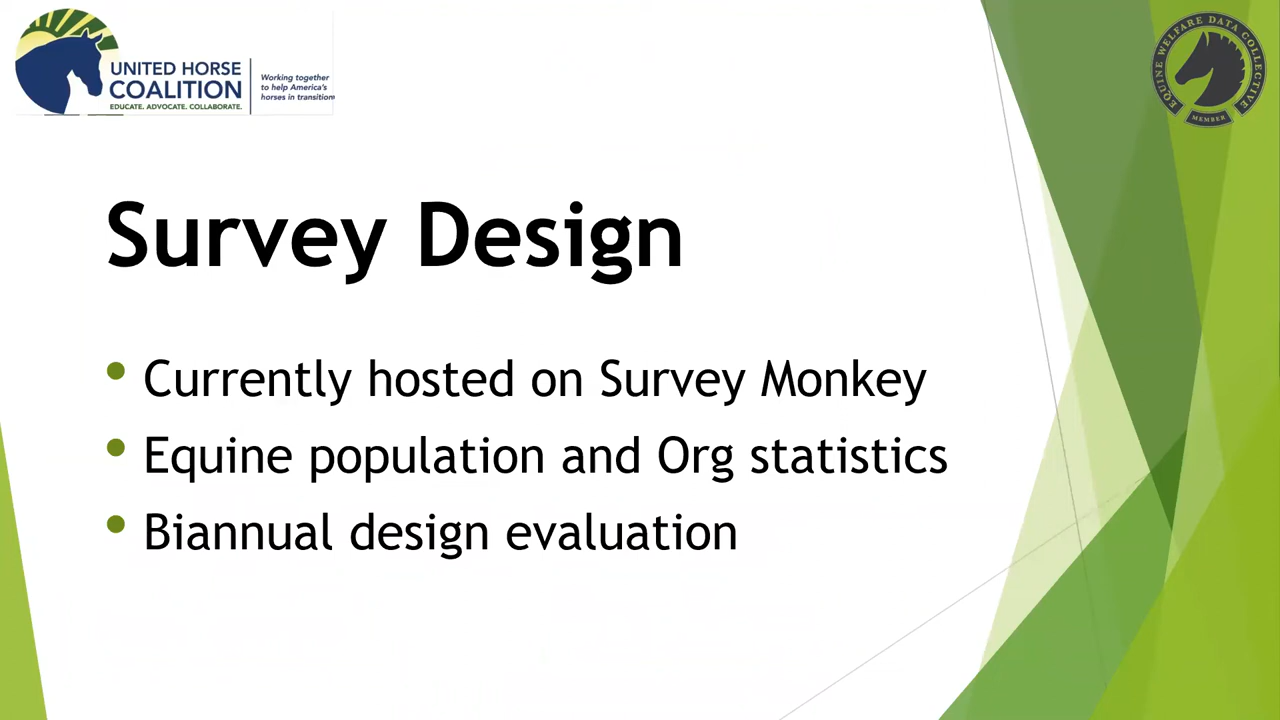 UNITED HORSE
COALITION
EDUCATE. ADVOCATE. COLLABORATE.
Working together
to help America's
horses in transition
EQUINE WELFARE DATA COLLECTIVE
MEMBER
Survey Design
• Currently hosted on Survey Monkey
• Equine population and Org statistics
• Biannual design evaluation